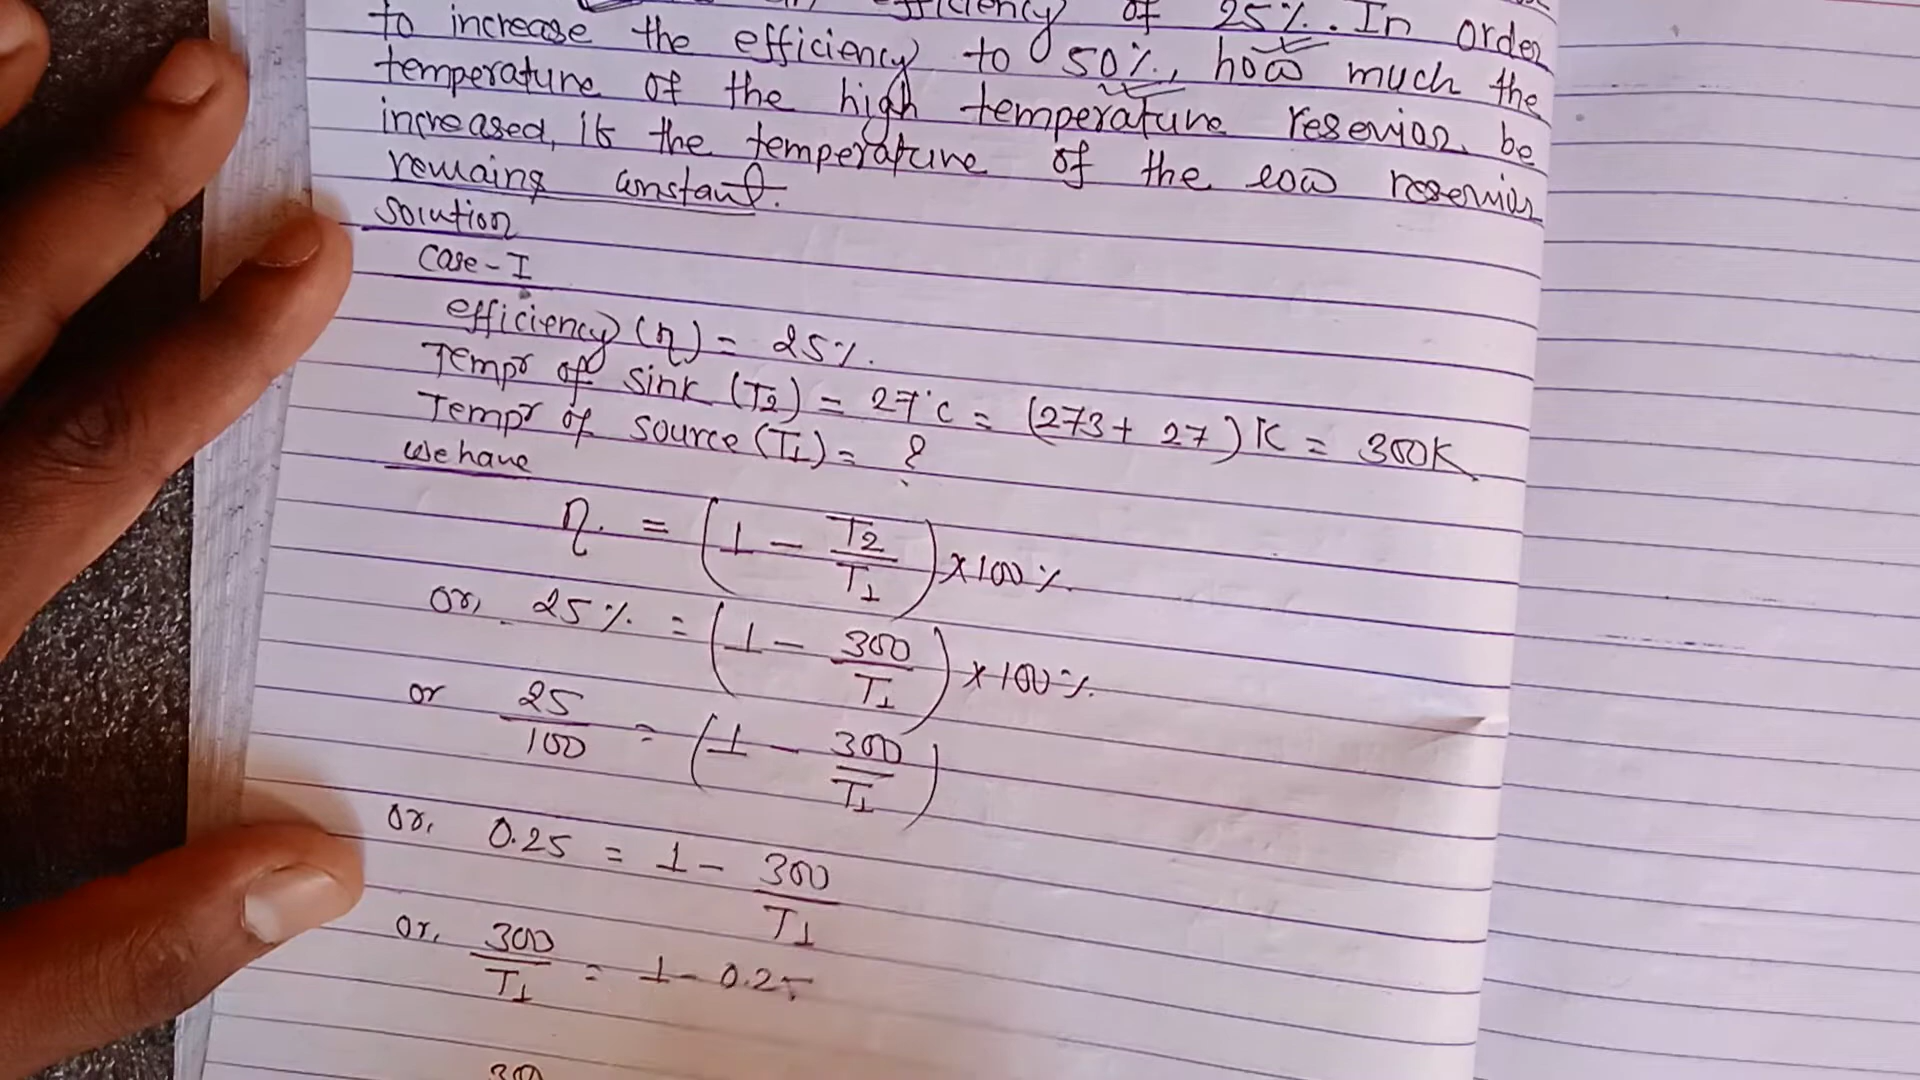 efficiency of 25%. In order
to increase the efficiency to 50%, how much the
temperature of the high temperature reservior be
increased, if the temperature of the low reservior
remains constant.
Solution
Case-I
efficiency (η) = 25%.
Tempr of sink (T2) = 27°C = (273+ 27)K = 300K
Tempr of source (T1) = ?
We have
η = (1 - T2/T1) ×100%
or, 25% = (1 - 300/T1) ×100%
or 25/100 = (1 - 300/T1)
or, 0.25 = 1 - 300/T1
or, 300/T1 = 1 - 0.25
300